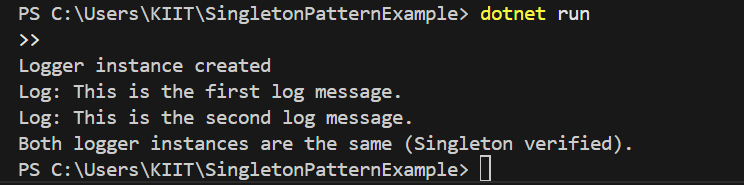 PS C:\Users\KIIT\SingletonPatternExample> dotnet run
>>
Logger instance created
Log: This is the first log message.
Log: This is the second log message.
Both logger instances are the same (Singleton verified).
PS C:\Users\KIIT\SingletonPatternExample>